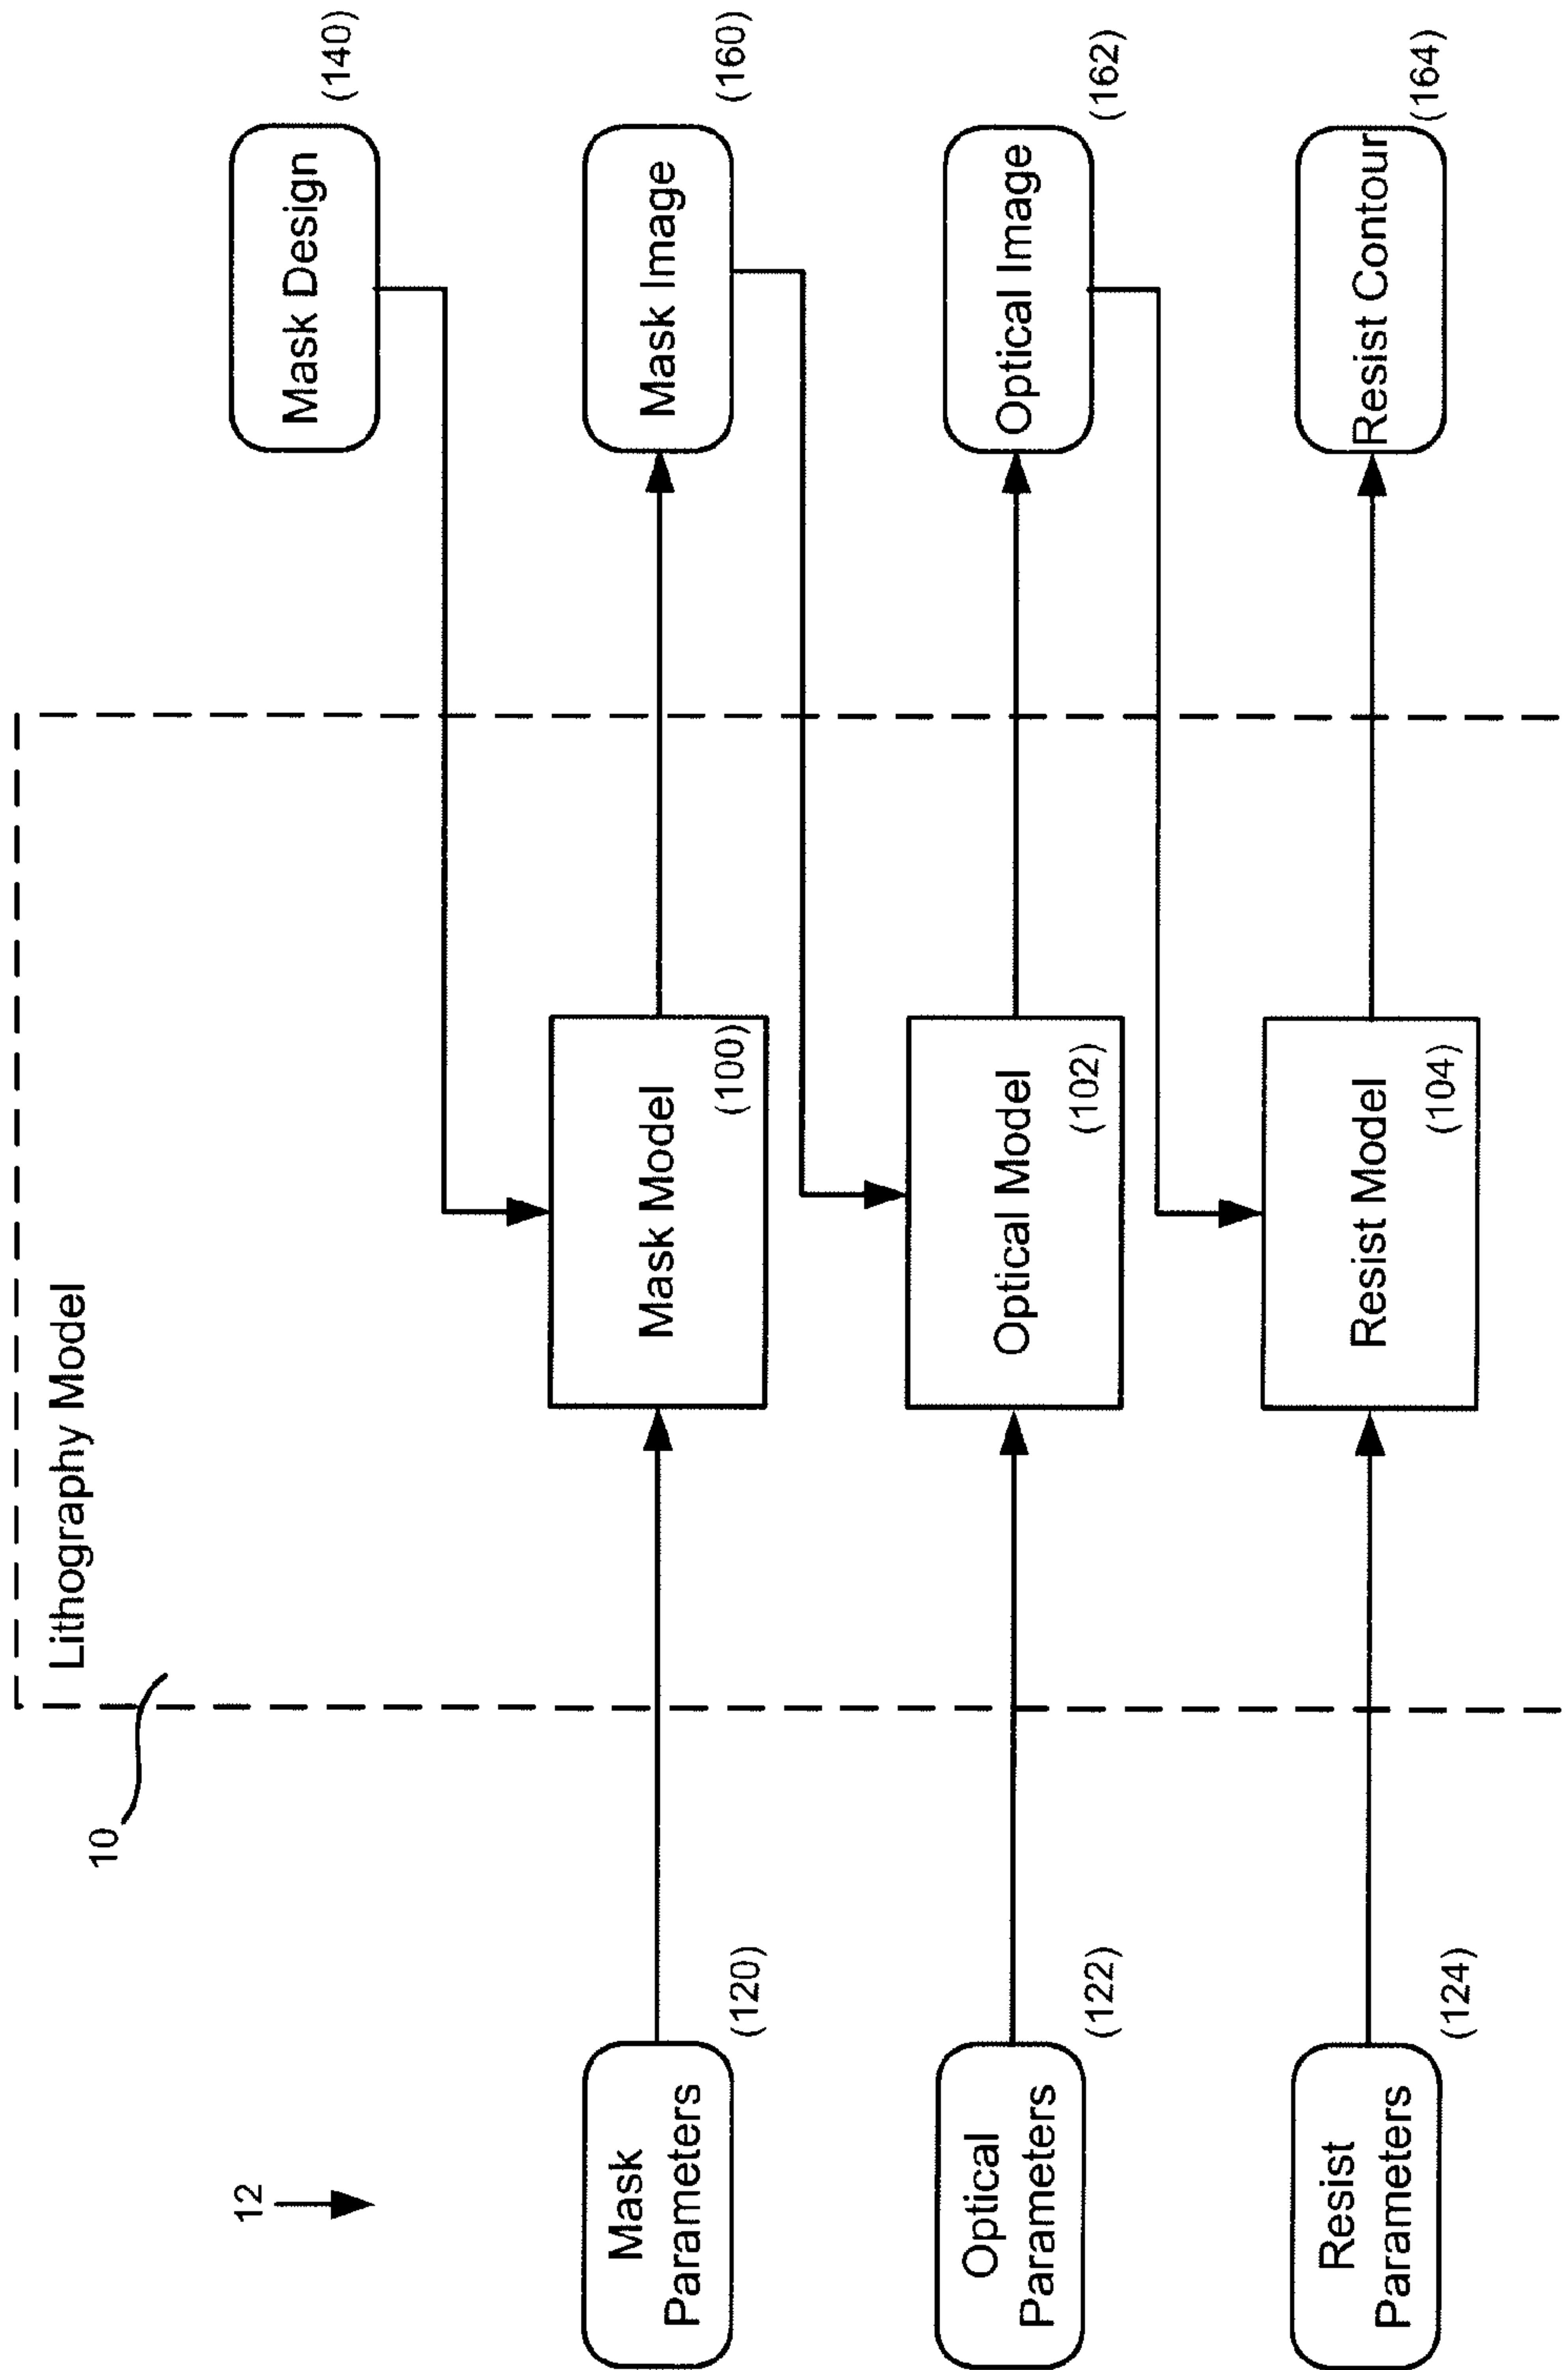 Lithography Model
10
12
Mask Design
(140)
Mask
Parameters
(120)
Mask Model
(100)
Mask Image
(160)
Optical
Parameters
(122)
Optical Model
(102)
Optical Image
(162)
Resist
Parameters
(124)
Resist Model
(104)
Resist Contour
(164)